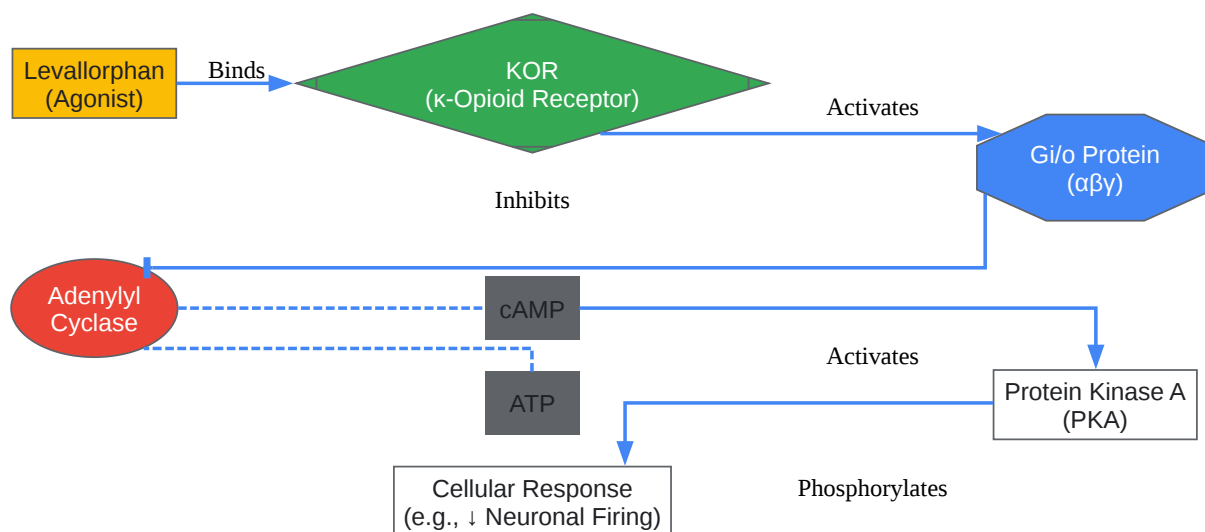 Levallorphan
(Agonist)
Binds
KOR
(κ-Opioid Receptor)
Activates
Gi/o Protein
(αβγ)
Inhibits
Adenylyl
Cyclase
cAMP
Activates
ATP
Protein Kinase A
(PKA)
Cellular Response
(e.g., ↓ Neuronal Firing)
Phosphorylates